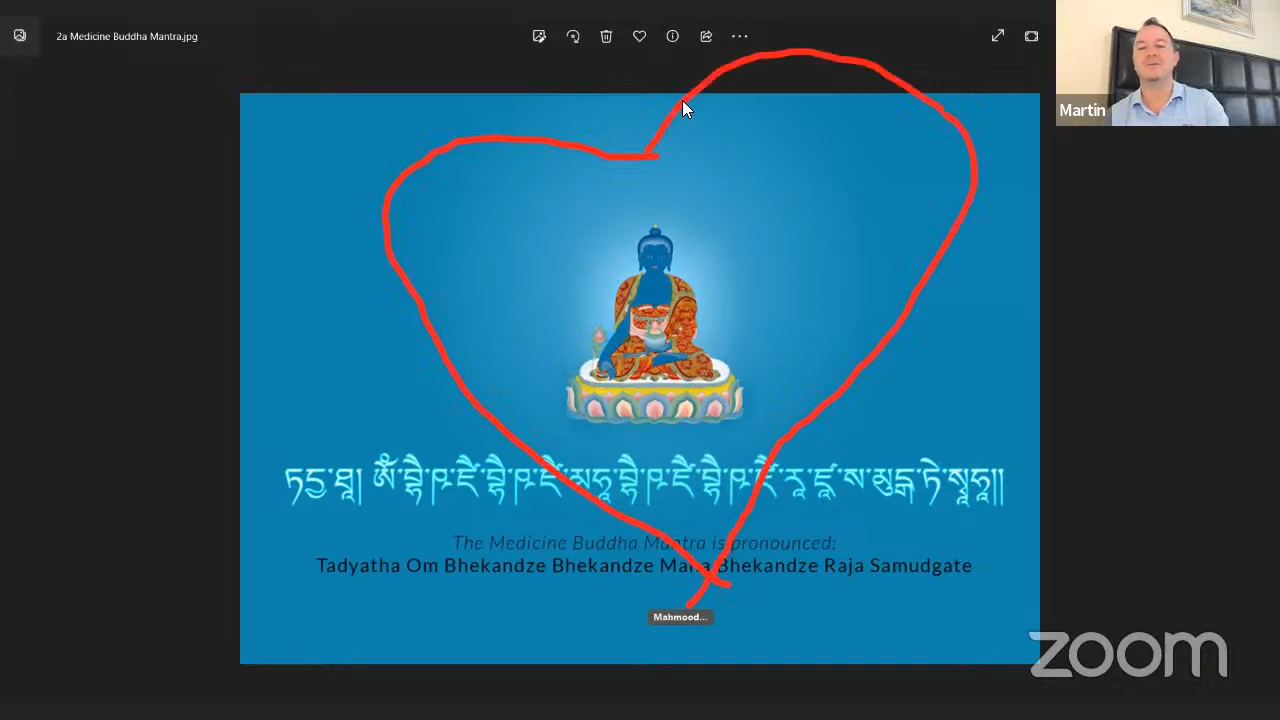 2a Medicine Buddha Mantra.jpg
Martin
ཏདྱ་ཐཱ། ཨོཾ་བྷཻ་ཥ་ཛྱེ་བྷཻ་ཥ་ཛྱེ་མཧཱ་བྷཻ་ཥ་ཛྱེ་བྷཻ་ཥ་ཛྱེ་རཱ་ཛཱ་ས་མུདྒ་ཏེ་སྭཱཧཱ།།
The Medicine Buddha Mantra is pronounced:
Tadyatha Om Bhekandze Bhekandze Maha Bhekandze Raja Samudgate
Mahmood...
zoom